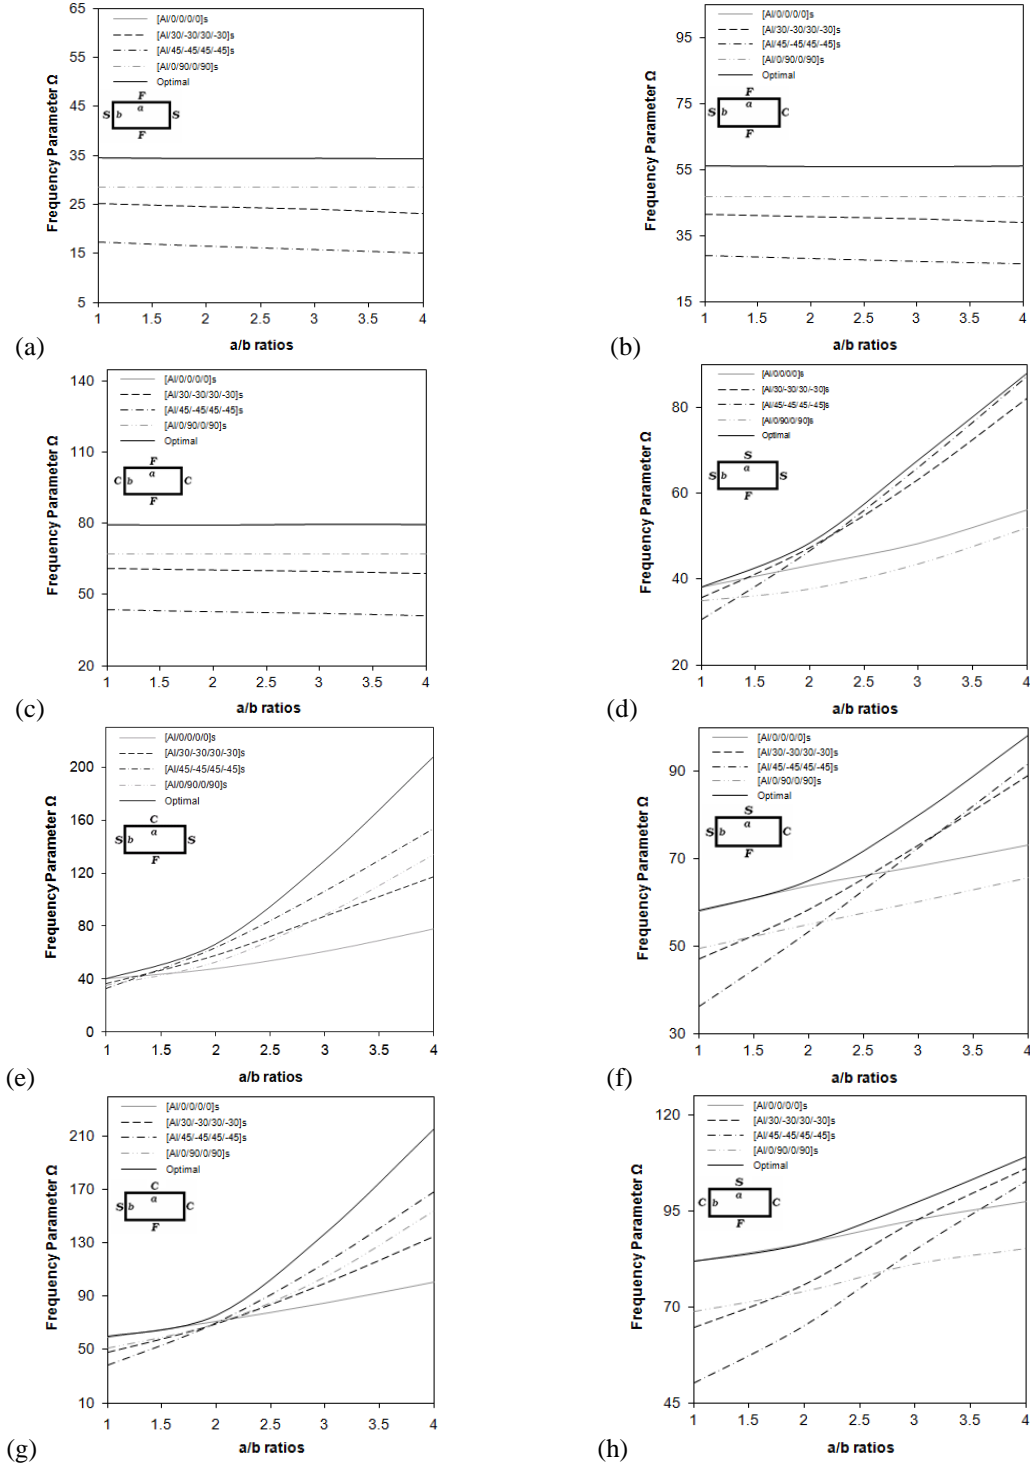 [Al/0/0/0/0]s
[Al/30/-30/30/-30]s
[Al/45/-45/45/-45]s
[Al/0/90/0/90]s
Optimal
F
S b a S
F
Frequency Parameter Ω
65
55
45
35
25
15
5
1 1.5 2 2.5 3 3.5 4
a/b ratios
(a)
[Al/0/0/0/0]s
[Al/30/-30/30/-30]s
[Al/45/-45/45/-45]s
[Al/0/90/0/90]s
Optimal
F
S b a C
F
Frequency Parameter Ω
95
75
55
35
15
1 1.5 2 2.5 3 3.5 4
a/b ratios
(b)
[Al/0/0/0/0]s
[Al/30/-30/30/-30]s
[Al/45/-45/45/-45]s
[Al/0/90/0/90]s
Optimal
F
C b a C
F
Frequency Parameter Ω
140
110
80
50
20
1 1.5 2 2.5 3 3.5 4
a/b ratios
(c)
[Al/0/0/0/0]s
[Al/30/-30/30/-30]s
[Al/45/-45/45/-45]s
[Al/0/90/0/90]s
Optimal
S
S b a S
F
Frequency Parameter Ω
80
60
40
20
1 1.5 2 2.5 3 3.5 4
a/b ratios
(d)
[Al/0/0/0/0]s
[Al/30/-30/30/-30]s
[Al/45/-45/45/-45]s
[Al/0/90/0/90]s
Optimal
C
S b a S
F
Frequency Parameter Ω
200
160
120
80
40
0
1 1.5 2 2.5 3 3.5 4
a/b ratios
(e)
[Al/0/0/0/0]s
[Al/30/-30/30/-30]s
[Al/45/-45/45/-45]s
[Al/0/90/0/90]s
Optimal
S
S b a C
F
Frequency Parameter Ω
90
70
50
30
1 1.5 2 2.5 3 3.5 4
a/b ratios
(f)
[Al/0/0/0/0]s
[Al/30/-30/30/-30]s
[Al/45/-45/45/-45]s
[Al/0/90/0/90]s
Optimal
C
S b a C
F
Frequency Parameter Ω
210
170
130
90
50
10
1 1.5 2 2.5 3 3.5 4
a/b ratios
(g)
[Al/0/0/0/0]s
[Al/30/-30/30/-30]s
[Al/45/-45/45/-45]s
[Al/0/90/0/90]s
Optimal
S
C b a C
F
Frequency Parameter Ω
120
95
70
45
1 1.5 2 2.5 3 3.5 4
a/b ratios
(h)